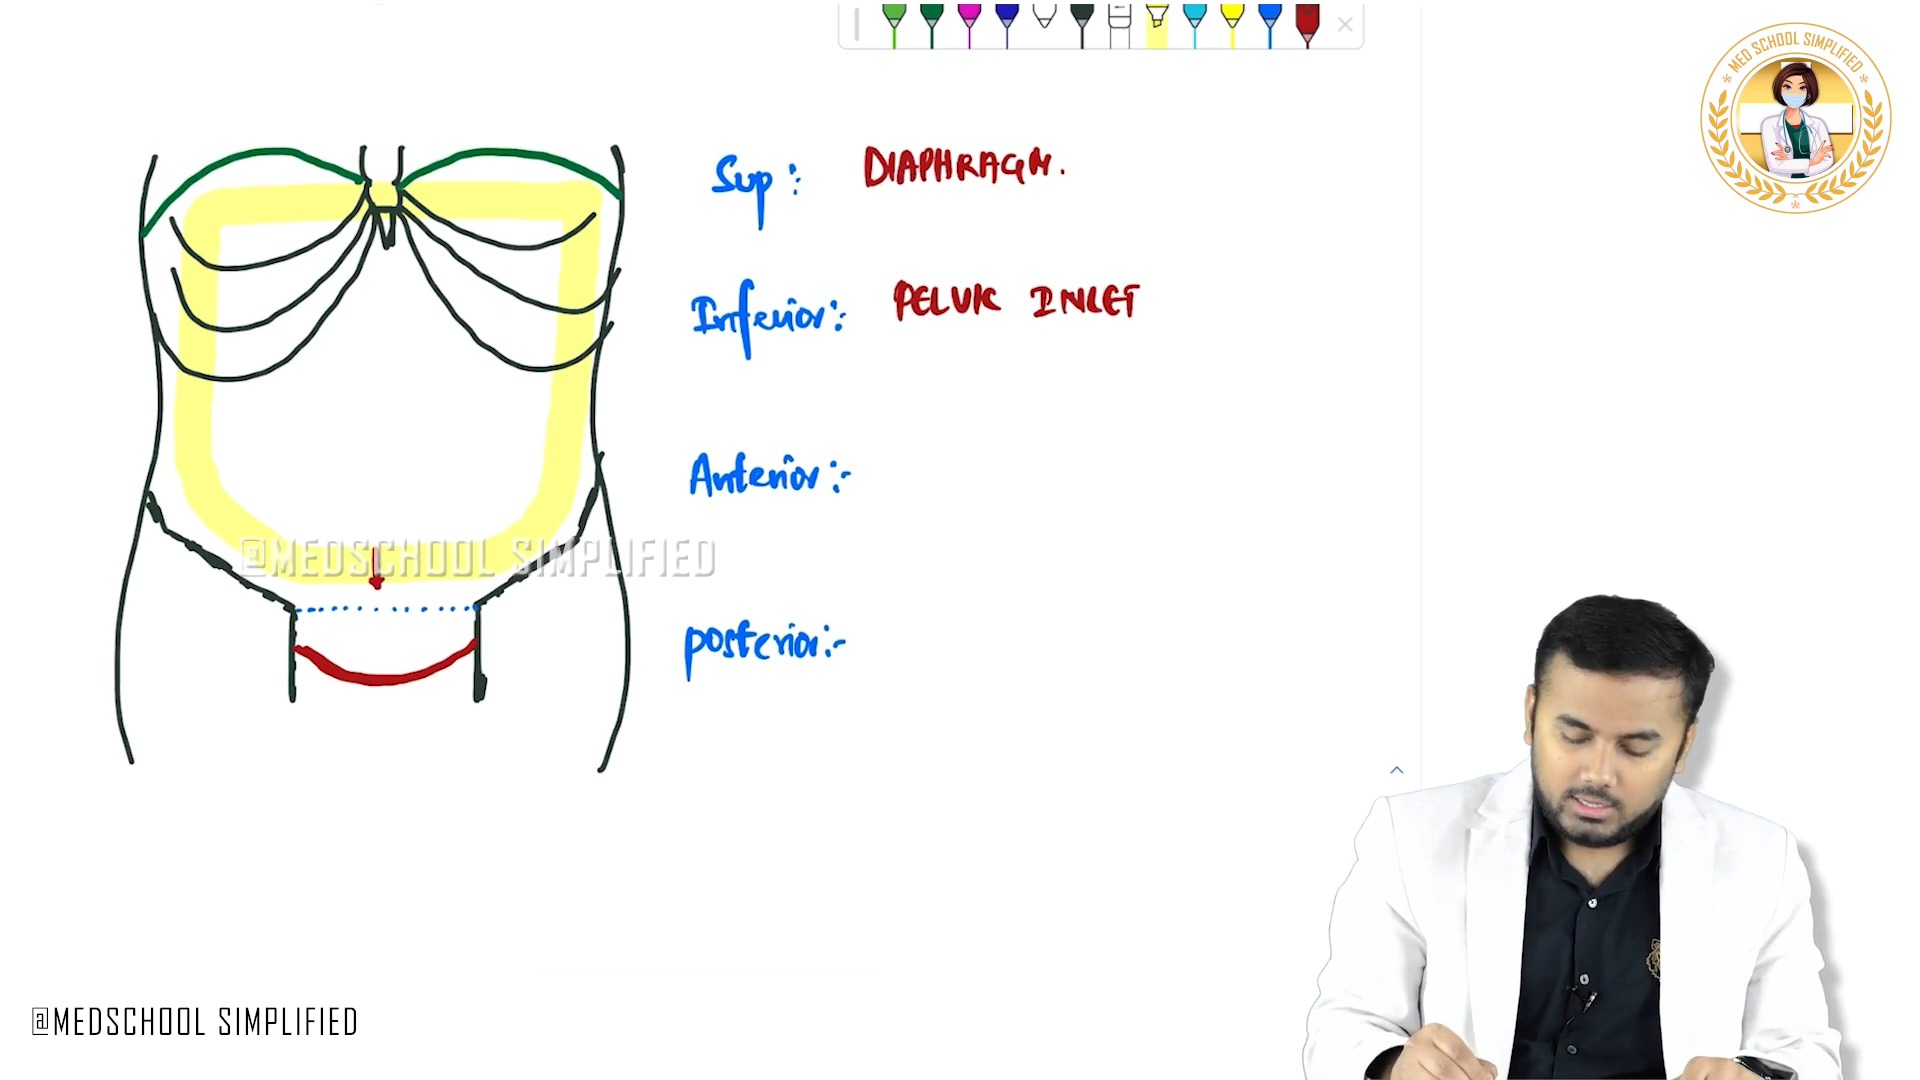 MED SCHOOL SIMPLIFIED
Sup :- DIAPHRAGM.
Inferior :- PELVIC INLET
Anterior :-
@MEDSCHOOL SIMPLIFIED
posterior :-
@MEDSCHOOL SIMPLIFIED